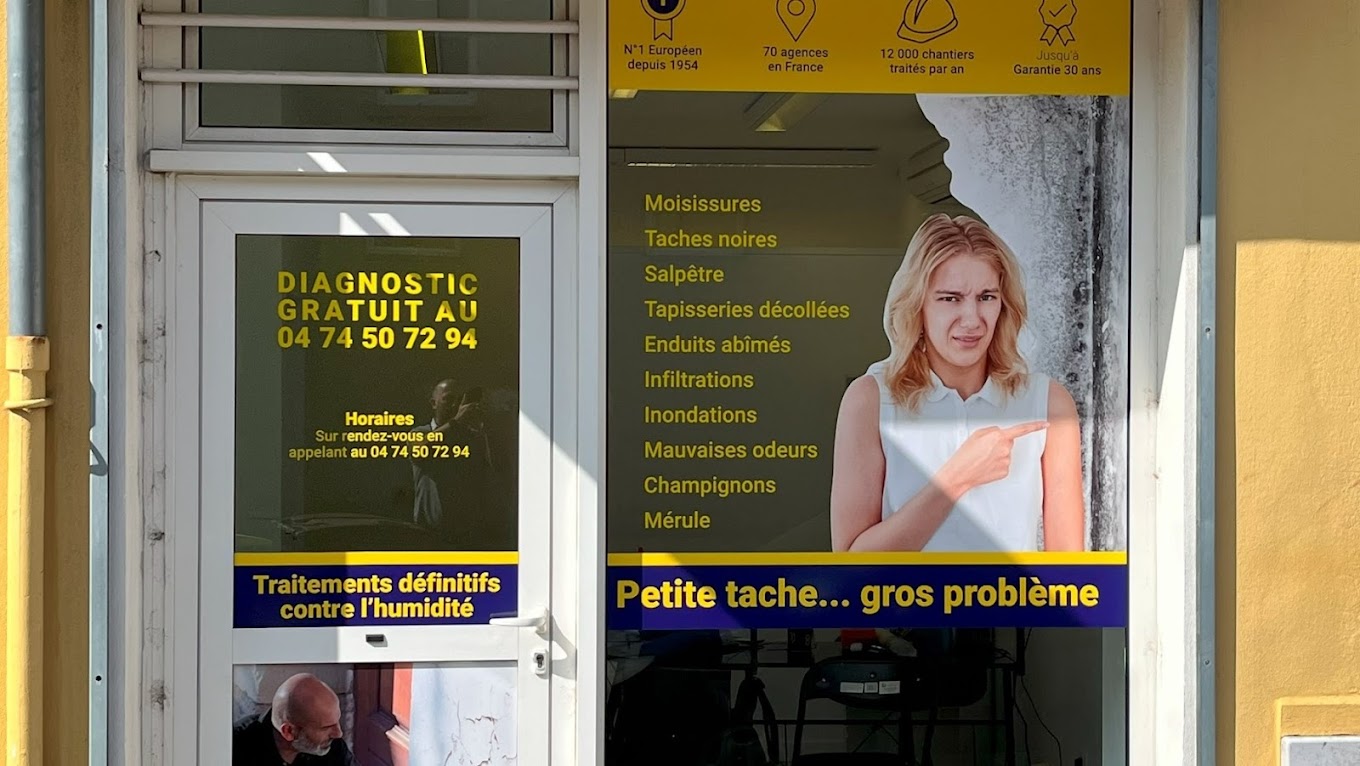 N°1 Européen
depuis 1954
70 agences
en France
12 000 chantiers
traités par an
Jusqu'à
Garantie 30 ans
DIAGNOSTIC
GRATUIT AU
04 74 50 72 94
Horaires
Sur rendez-vous en
appelant au 04 74 50 72 94
Traitements définitifs
contre l'humidité
Moisissures
Taches noires
Salpêtre
Tapisseries décollées
Enduits abîmés
Infiltrations
Inondations
Mauvaises odeurs
Champignons
Mérule
Petite tache... gros problème